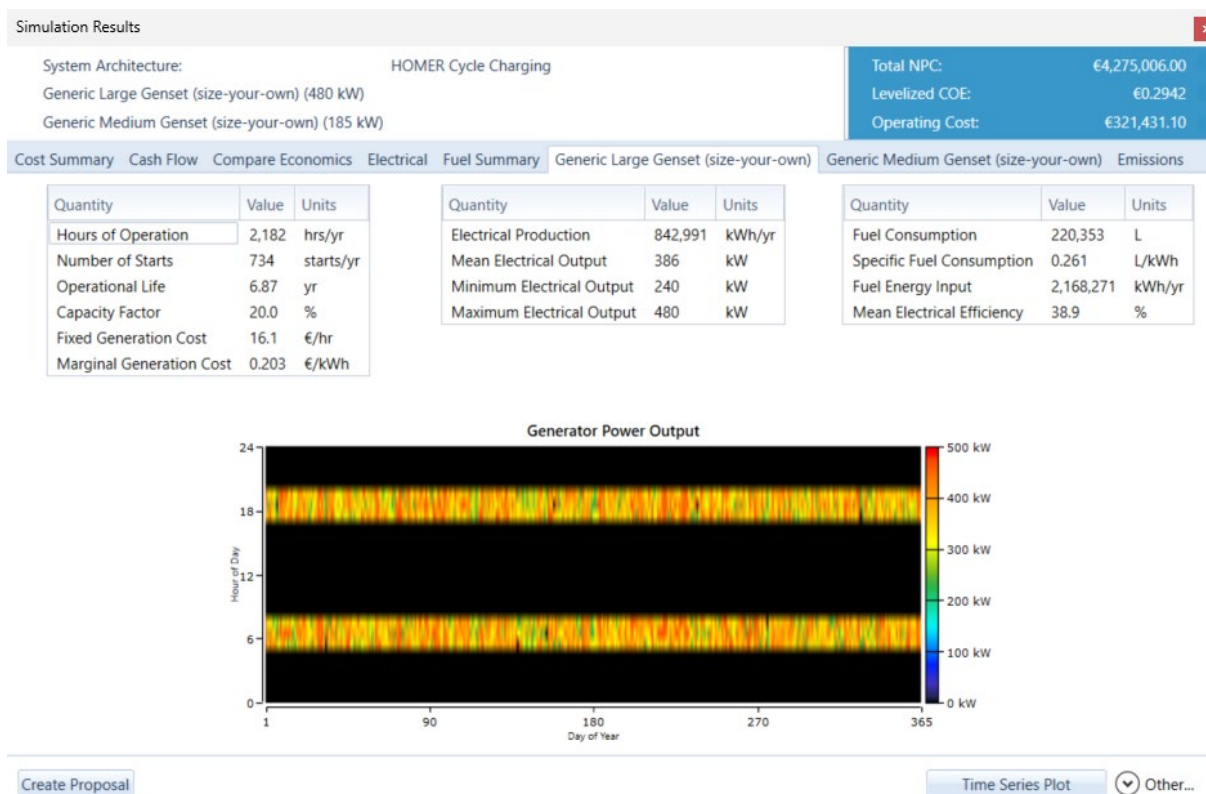 Simulation Results
System Architecture: HOMER Cycle Charging
Generic Large Genset (size-your-own) (480 kW)
Generic Medium Genset (size-your-own) (185 kW)
Total NPC: €4,275,006.00
Levelized COE: €0.2942
Operating Cost: €321,431.10
Cost Summary Cash Flow Compare Economics Electrical Fuel Summary Generic Large Genset (size-your-own) Generic Medium Genset (size-your-own) Emissions
Quantity Value Units
Hours of Operation 2,182 hrs/yr
Number of Starts 734 starts/yr
Operational Life 6.87 yr
Capacity Factor 20.0 %
Fixed Generation Cost 16.1 €/hr
Marginal Generation Cost 0.203 €/kWh
Quantity Value Units
Electrical Production 842,991 kWh/yr
Mean Electrical Output 386 kW
Minimum Electrical Output 240 kW
Maximum Electrical Output 480 kW
Quantity Value Units
Fuel Consumption 220,353 L
Specific Fuel Consumption 0.261 L/kWh
Fuel Energy Input 2,168,271 kWh/yr
Mean Electrical Efficiency 38.9 %
Generator Power Output
Hour of Day
24
18
12
6
0
1 90 180 270 365
Day of Year
500 kW
400 kW
300 kW
200 kW
100 kW
0 kW
Create Proposal
Time Series Plot
Other...